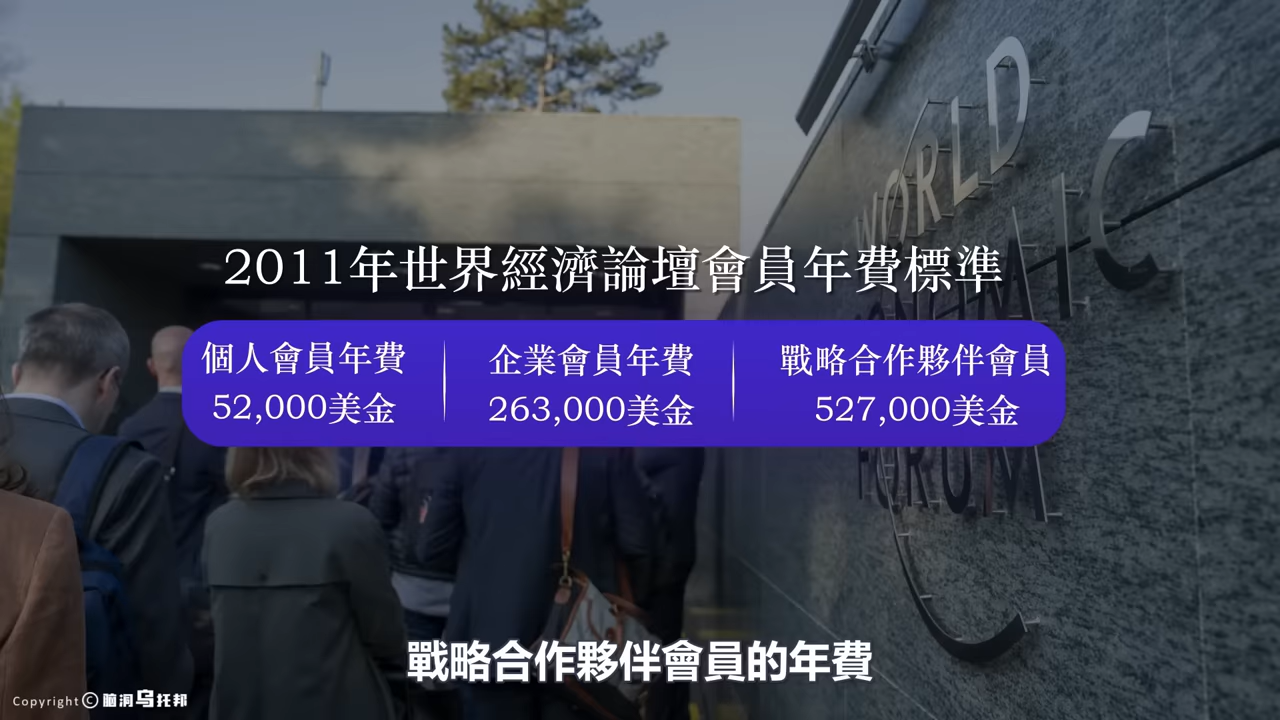 WORLD
ECONOMIC
FORUM
2011年世界經濟論壇會員年費標準
個人會員年費
52,000美金
企業會員年費
263,000美金
戰略合作夥伴會員
527,000美金
戰略合作夥伴會員的年費
Copyright © 脑洞乌托邦